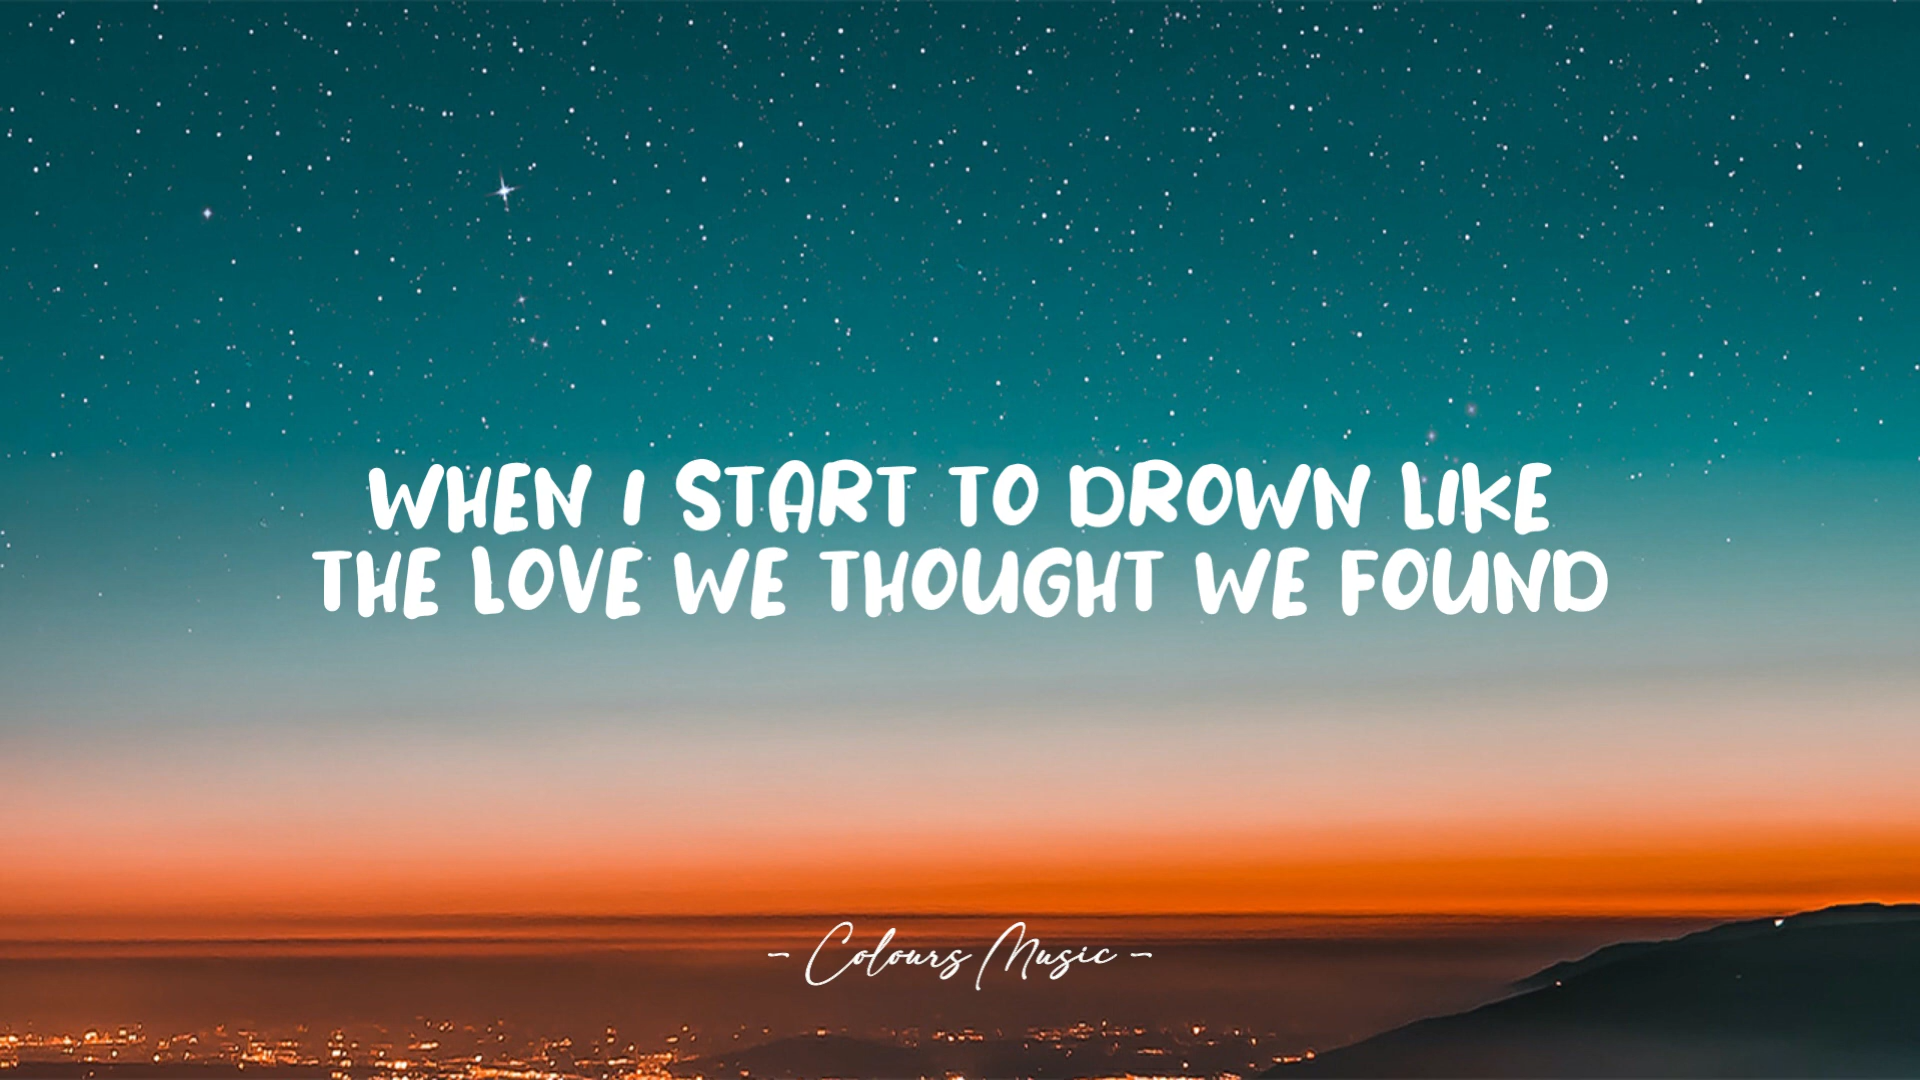 WHEN I START TO DROWN LIKE
THE LOVE WE THOUGHT WE FOUND
- Colours Music -